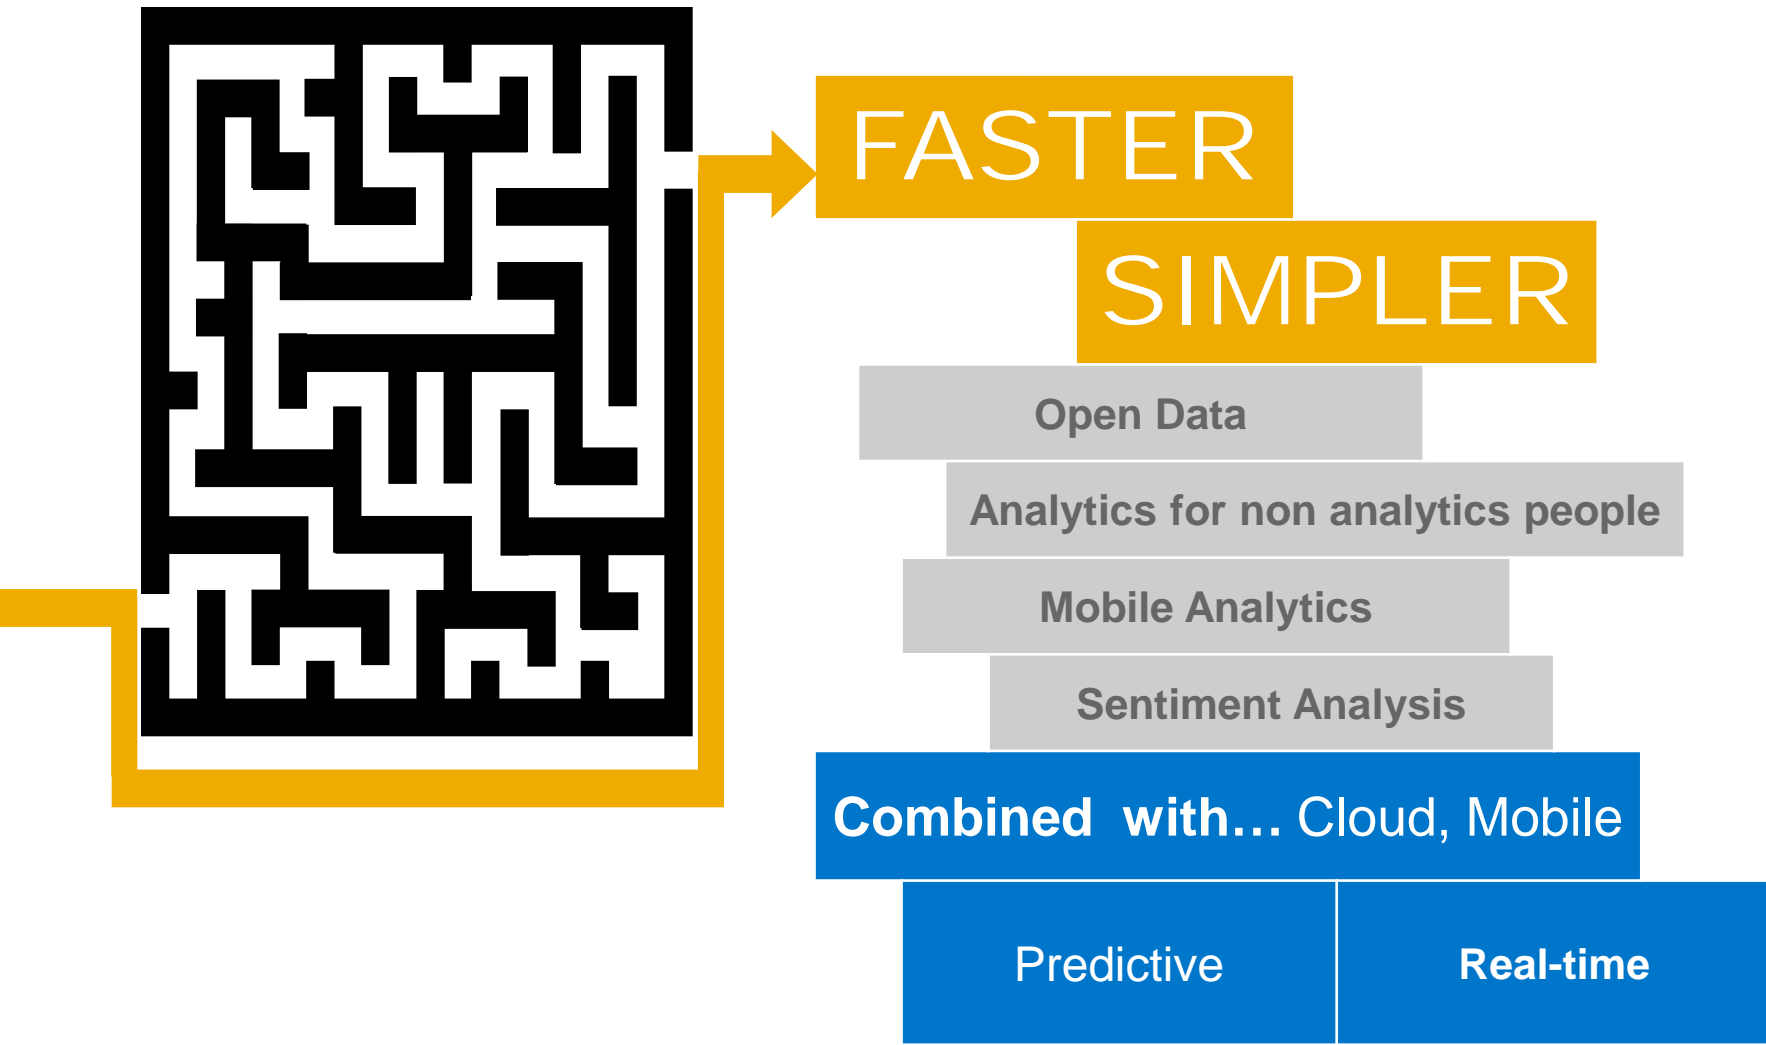 FASTER
SIMPLER
Open Data
Analytics for non analytics people
Mobile Analytics
Sentiment Analysis
Combined  with… Cloud, Mobile
Predictive
Real-time